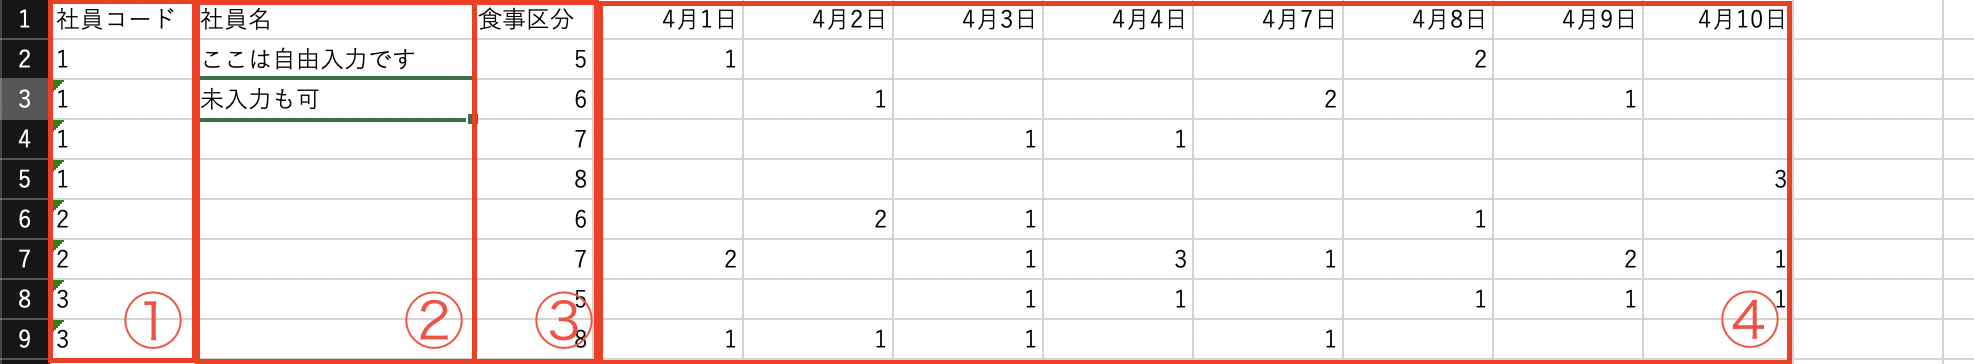 1 社員コード 社員名 食事区分 4月1日 4月2日 4月3日 4月4日 4月7日 4月8日 4月9日 4月10日
2 1 ここは自由入力です 5 1 2
3 1 未入力も可 6 1 2 1
4 1 7 1 1
5 1 8 3
6 2 6 2 1 1
7 2 7 2 1 3 1 2 1
8 3 5 1 1 1 1 1
① ② ③ ④
9 3 8 1 1 1 1